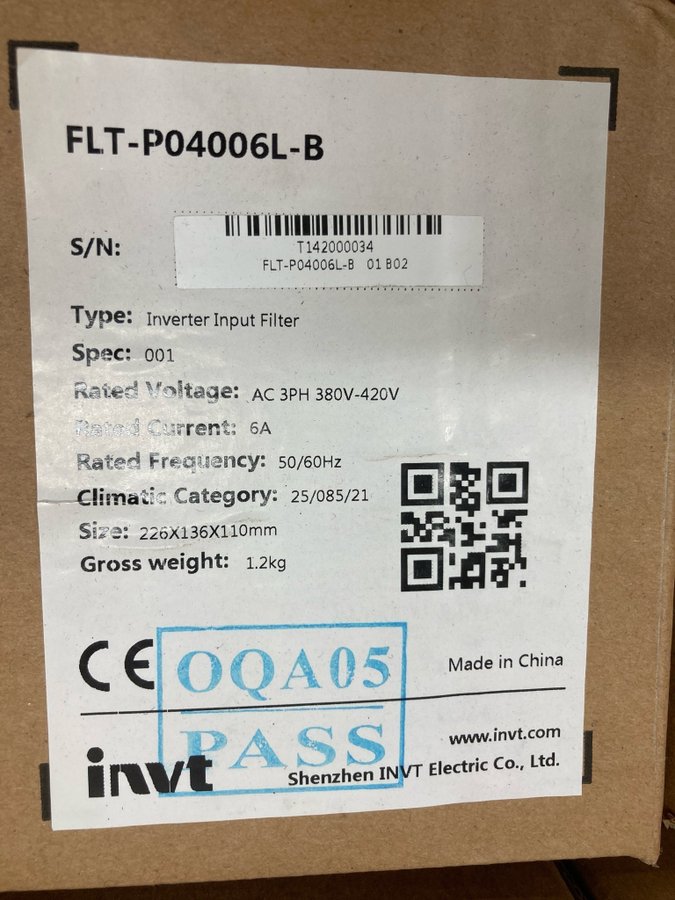 FLT-P04006L-B
S/N:
T142000034
FLT-P04006L-B 01 B02
Type: Inverter Input Filter
Spec: 001
Rated Voltage: AC 3PH 380V-420V
Rated Current: 6A
Rated Frequency: 50/60Hz
Climatic Category: 25/085/21
Size: 226X136X110mm
Gross weight: 1.2kg
CE
OQA05
PASS
Made in China
invt
www.invt.com
Shenzhen INVT Electric Co., Ltd.